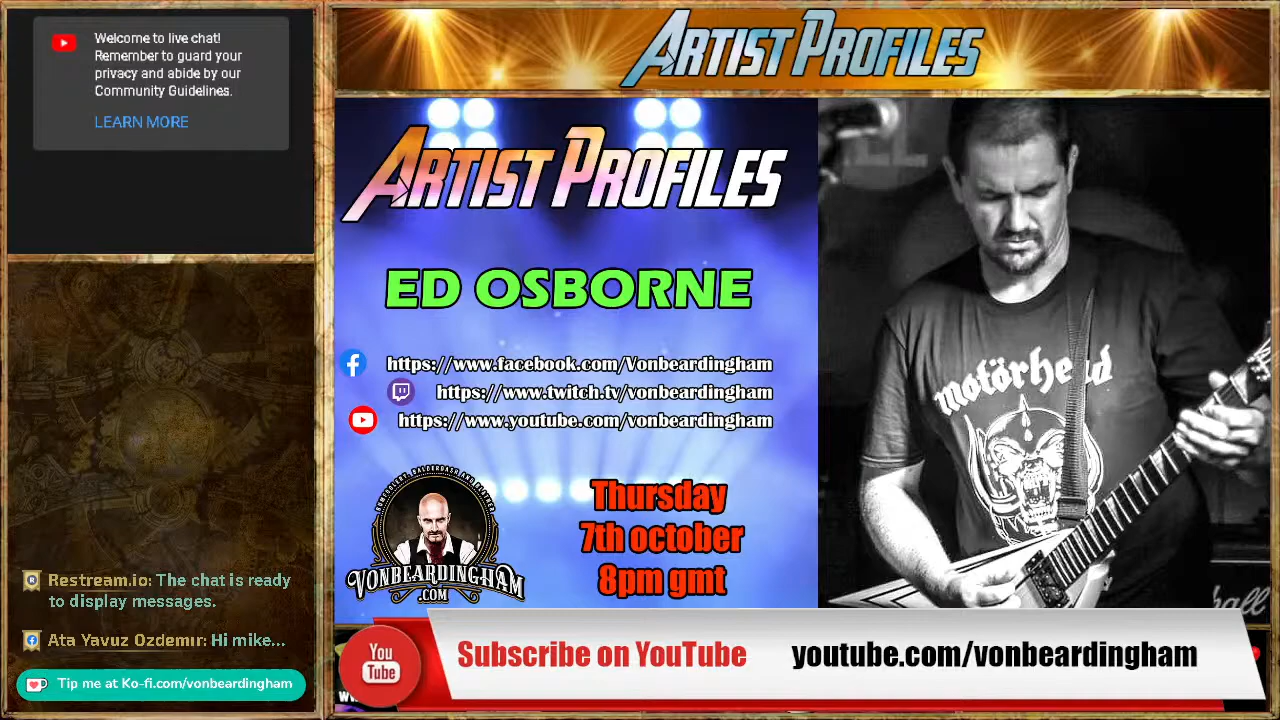 Welcome to live chat!
Remember to guard your
privacy and abide by our
Community Guidelines.
LEARN MORE
Restream.io: The chat is ready
to display messages.
Ata Yavuz Ozdemır: Hi mike...
Tip me at Ko-fi.com/vonbeardingham
ARTIST PROFILES
ARTIST PROFILES
ED OSBORNE
https://www.facebook.com/Vonbeardingham
https://www.twitch.tv/vonbeardingham
https://www.youtube.com/vonbeardingham
VONBEARDINGHAM
.COM
Thursday
7th october
8pm gmt
motörhead
You
Tube
Subscribe on YouTube
youtube.com/vonbeardingham